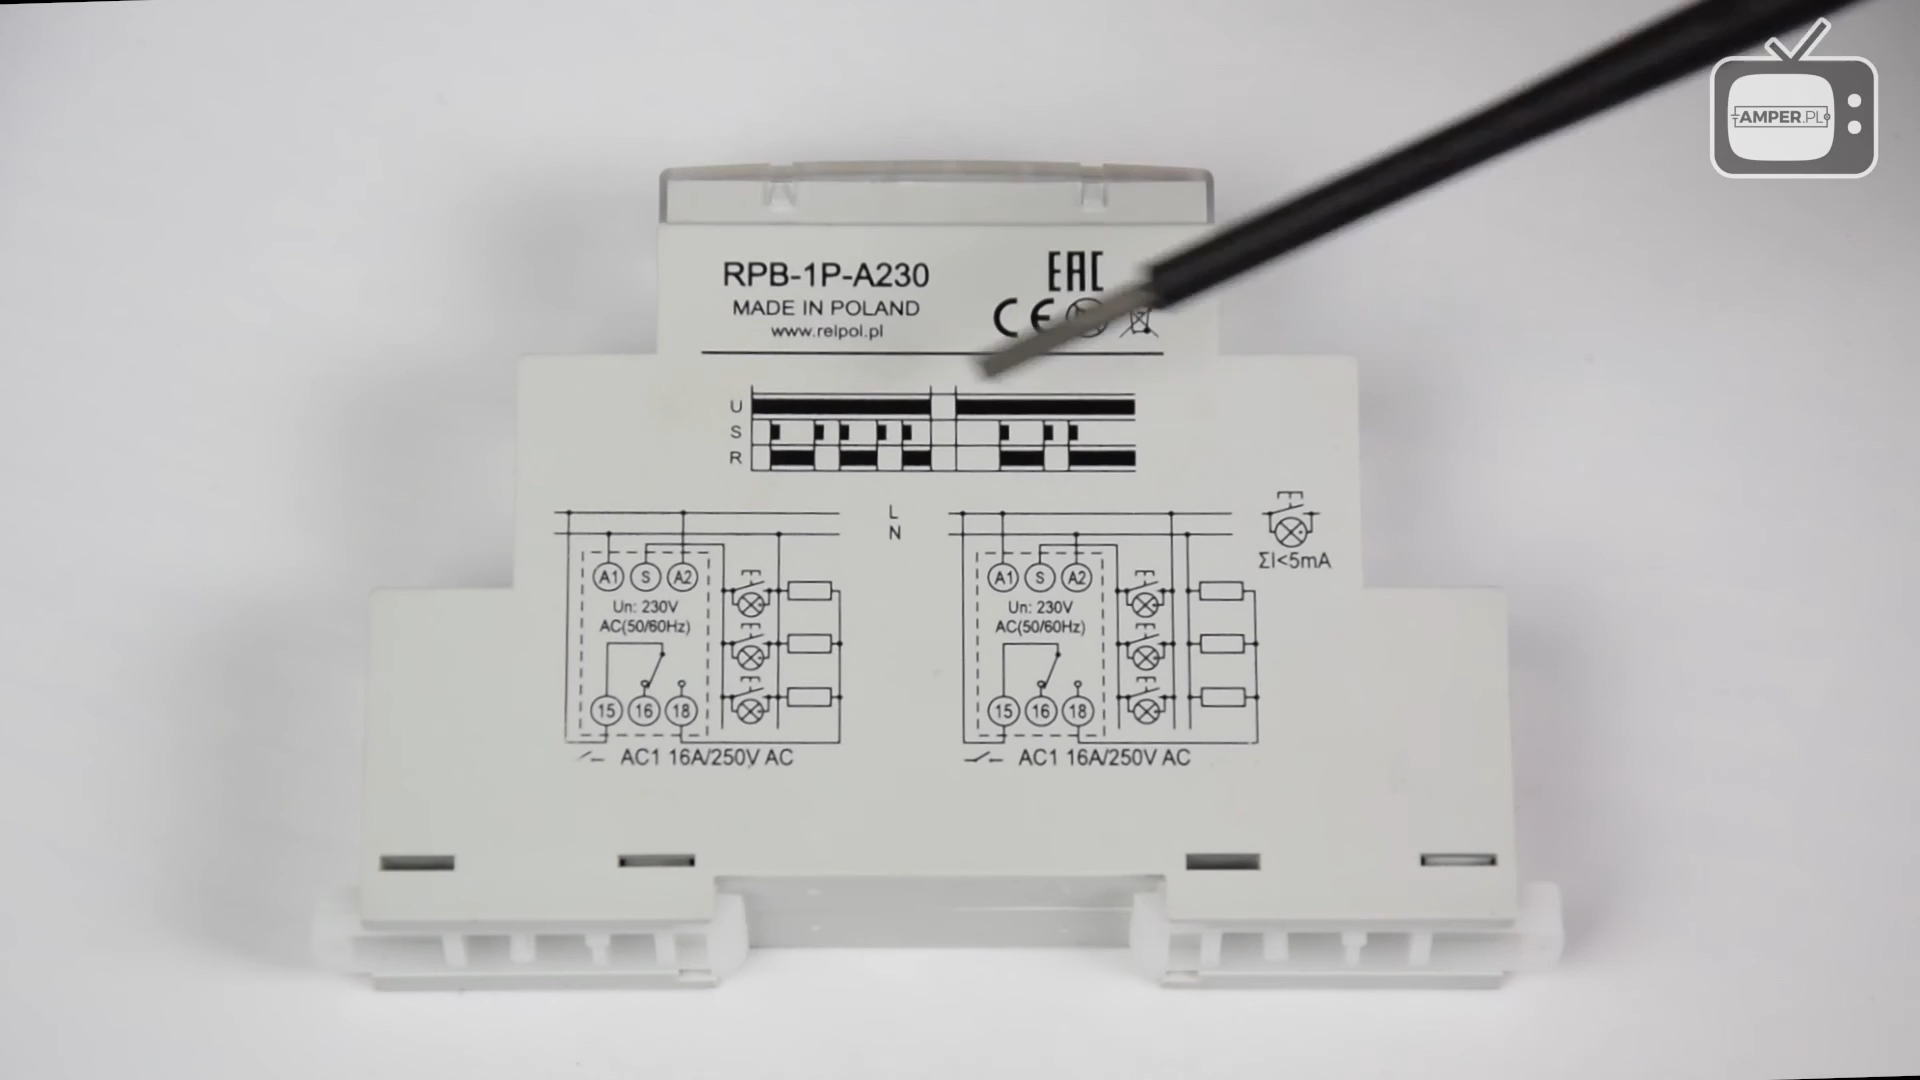 AMPER.PL
RPB-1P-A230
MADE IN POLAND
www.relpol.pl
EAC
CE
U
S
R
L
N
A1 S A2
Un: 230V
AC(50/60Hz)
15 16 18
AC1 16A/250V AC
A1 S A2
Un: 230V
AC(50/60Hz)
15 16 18
AC1 16A/250V AC
ΣI<5mA